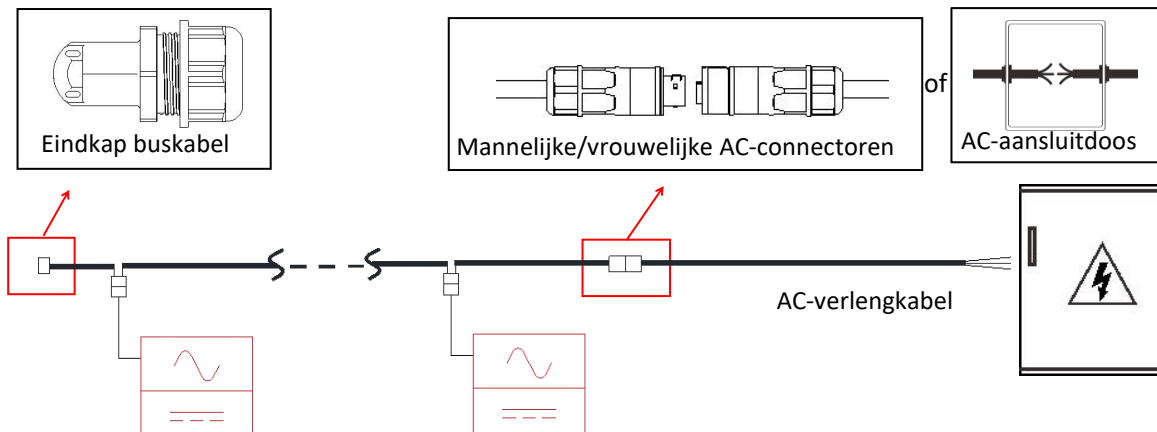 Eindkap buskabel
Mannelijke/vrouwelijke AC-connectoren
of
AC-aansluitdoos
AC-verlengkabel